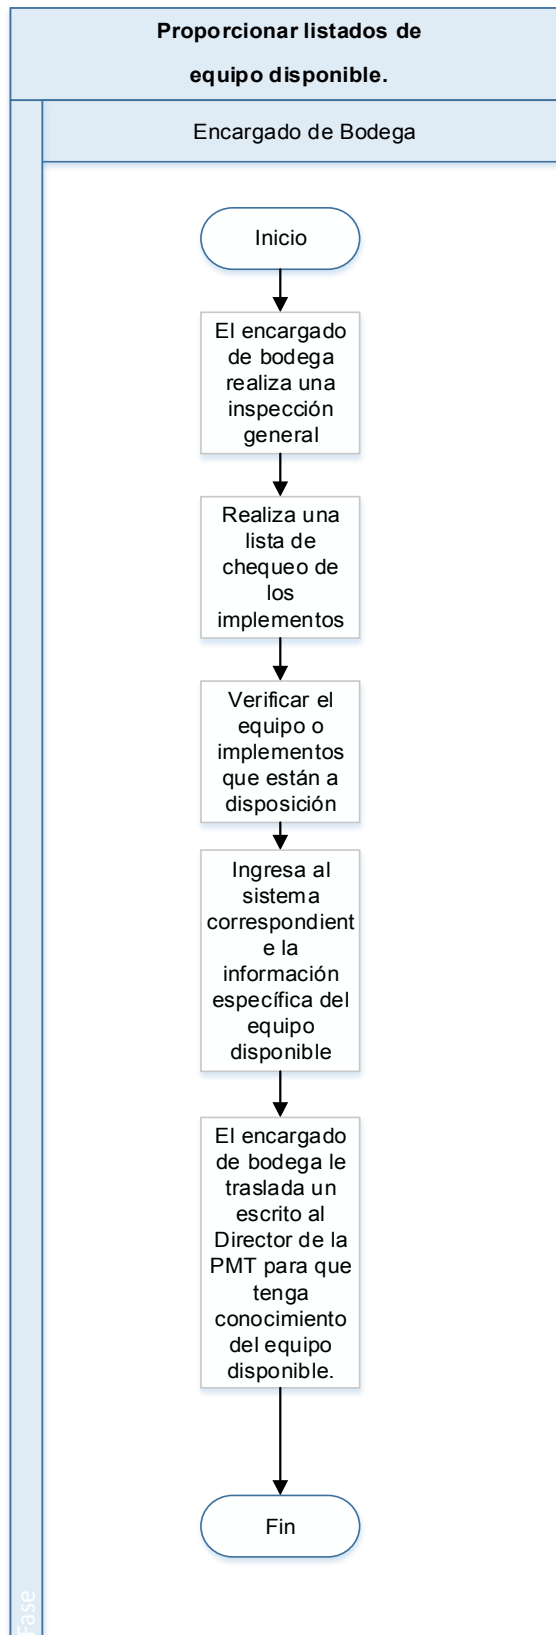 Proporcionar listados de
equipo disponible.
Encargado de Bodega
Inicio
El encargado
de bodega
realiza una
inspección
general
Realiza una
lista de
chequeo de
los
implementos
Verificar el
equipo o
implementos
que están a
disposición
Ingresa al
sistema
correspondient
e la
información
específica del
equipo
disponible
El encargado
de bodega le
traslada un
escrito al
Director de la
PMT para que
tenga
conocimiento
del equipo
disponible.
Fin
Fase